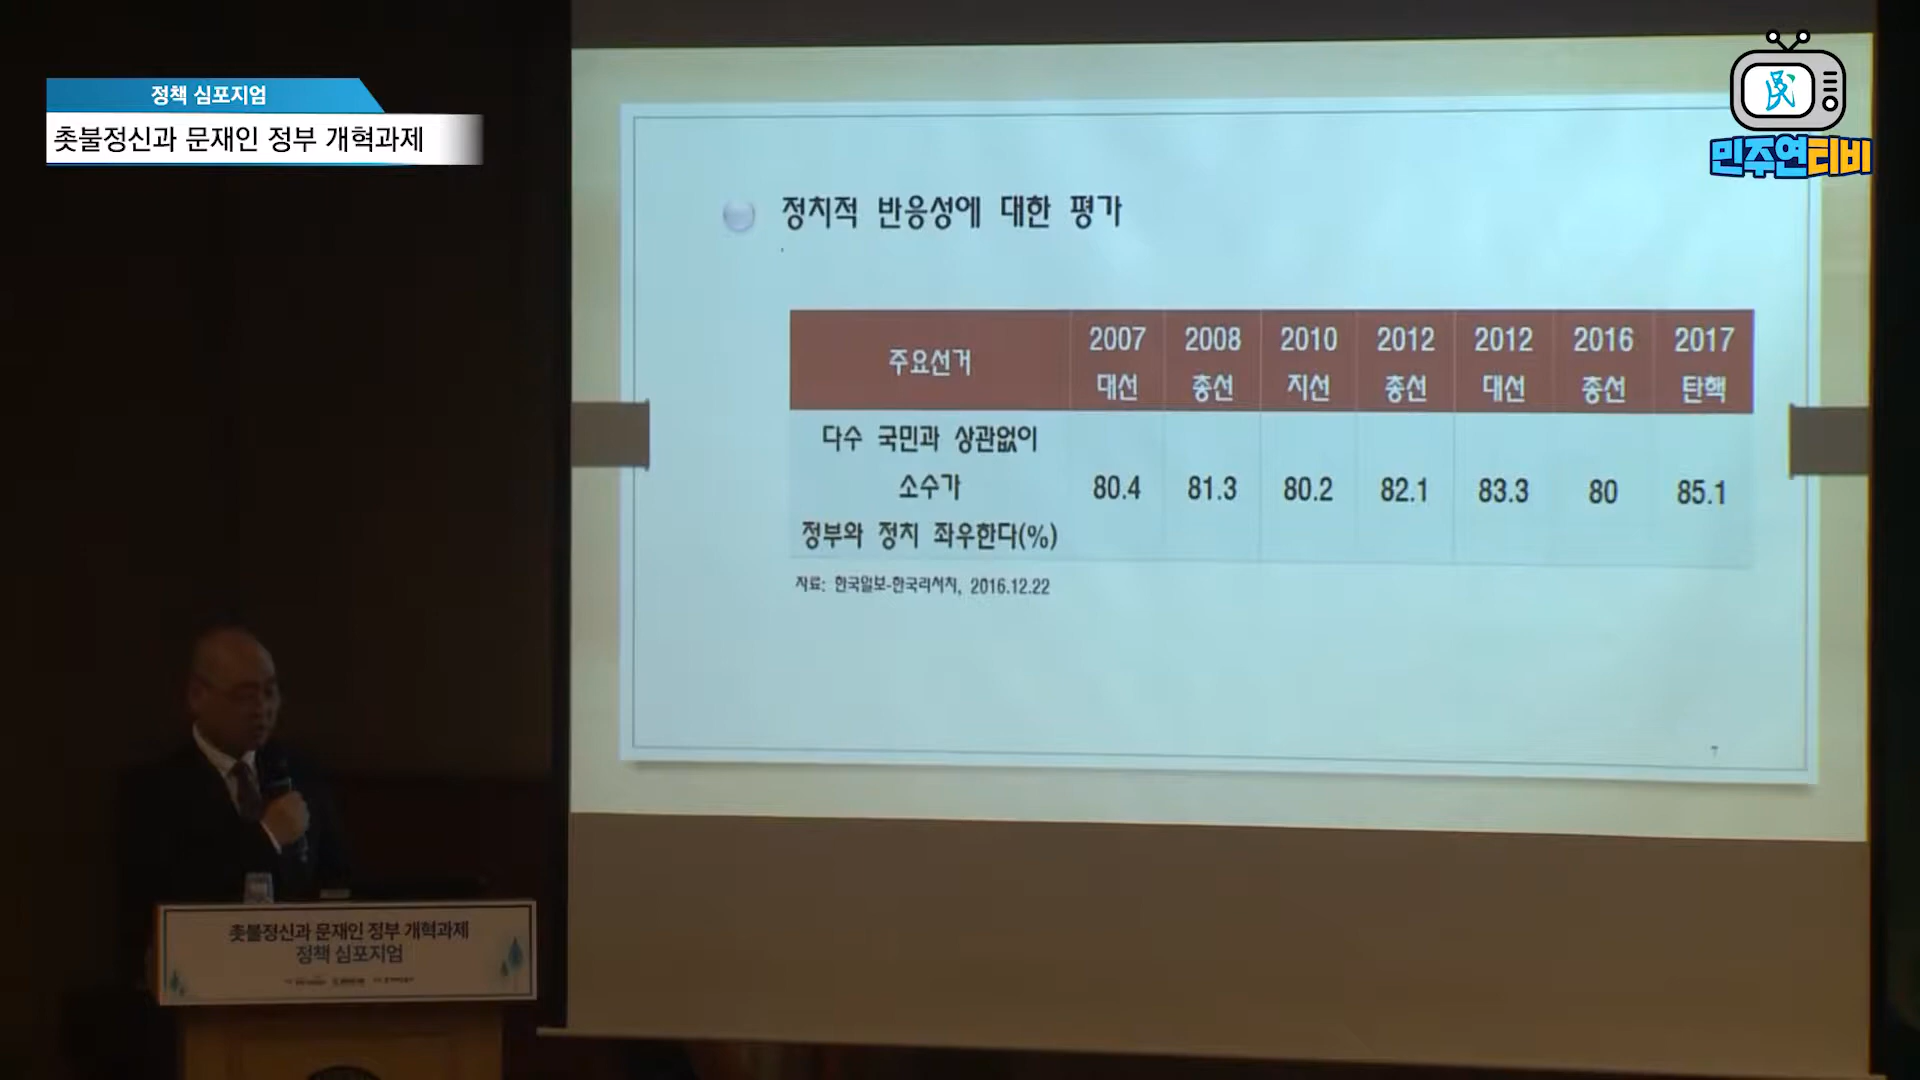 정책 심포지엄
촛불정신과 문재인 정부 개혁과제
民
민주연티비
정치적 반응성에 대한 평가
주요선거 2007 대선 2008 총선 2010 지선 2012 총선 2012 대선 2016 총선 2017 탄핵
다수 국민과 상관없이
소수가
정부와 정치 좌우한다(%) 80.4 81.3 80.2 82.1 83.3 80 85.1
자료: 한국일보-한국리서치, 2016.12.22
7
촛불정신과 문재인 정부 개혁과제
정책 심포지엄